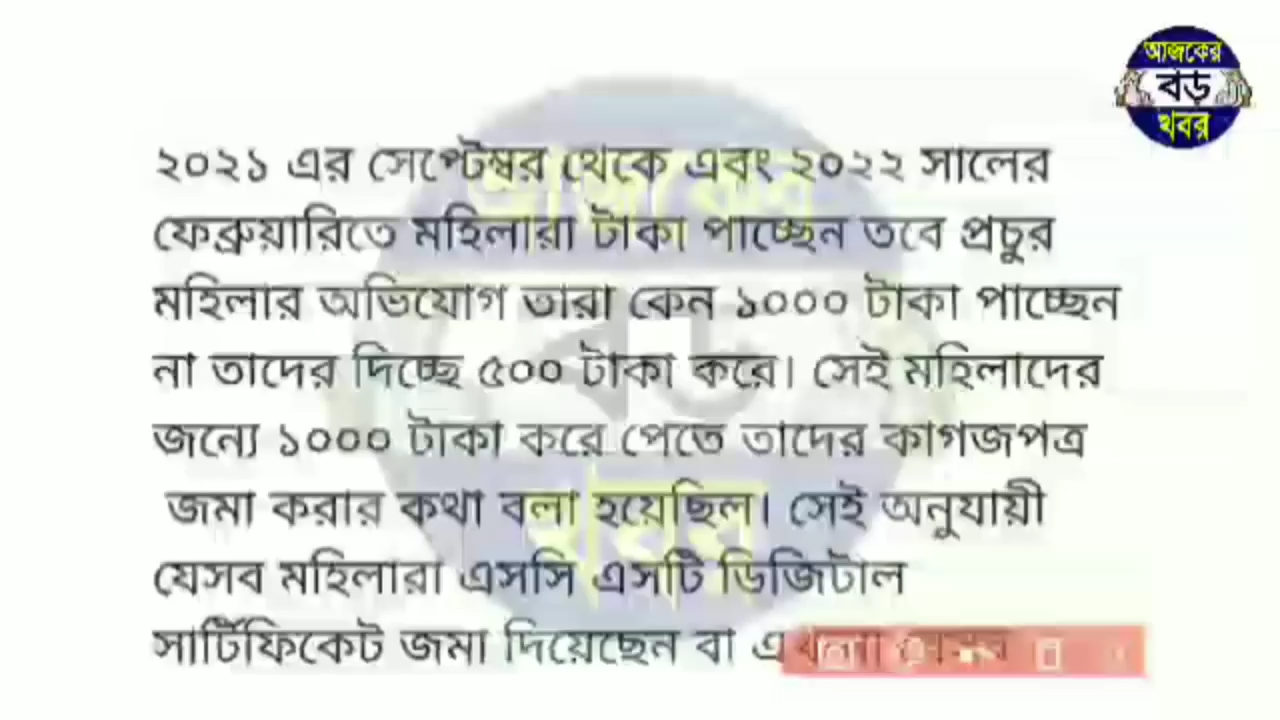 আজকের
বড়
খবর
২০২১ এর সেপ্টেম্বর থেকে এবং ২০২২ সালের
ফেব্রুয়ারিতে মহিলারা টাকা পাচ্ছেন তবে প্রচুর
মহিলার অভিযোগ তারা কেন ১০০০ টাকা পাচ্ছেন
না তাদের দিচ্ছে ৫০০ টাকা করে। সেই মহিলাদের
জন্যে ১০০০ টাকা করে পেতে তাদের কাগজপত্র
জমা করার কথা বলা হয়েছিল। সেই অনুযায়ী
যেসব মহিলারা এসসি এসটি ডিজিটাল
সার্টিফিকেট জমা দিয়েছেন বা